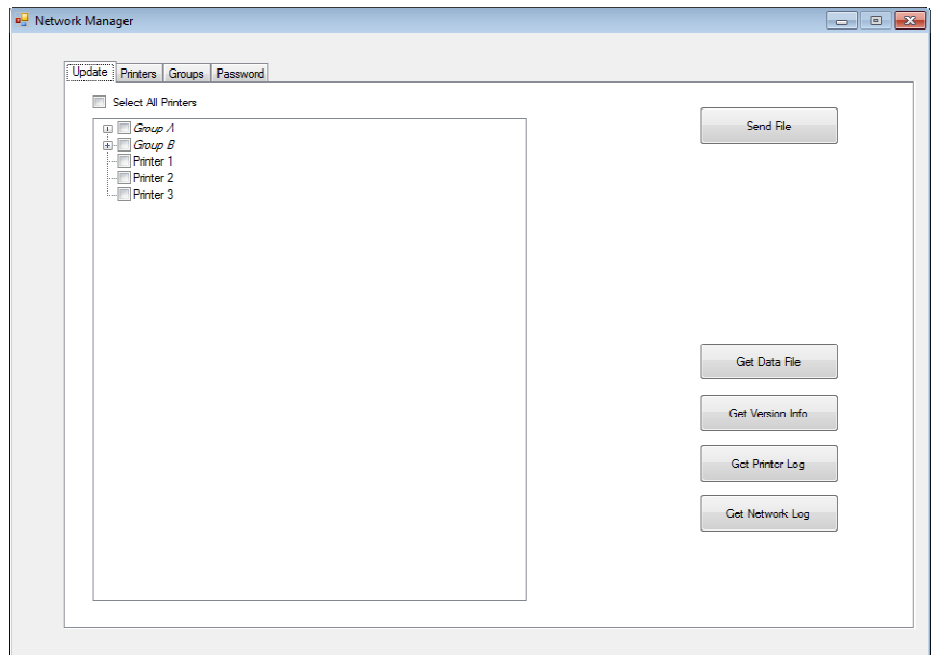 Network Manager
Update Printers Groups Password
Select All Printers
Send File
Group A
Group B
Printer 1
Printer 2
Printer 3
Get Data File
Get Version Info
Get Printer Log
Get Network Log